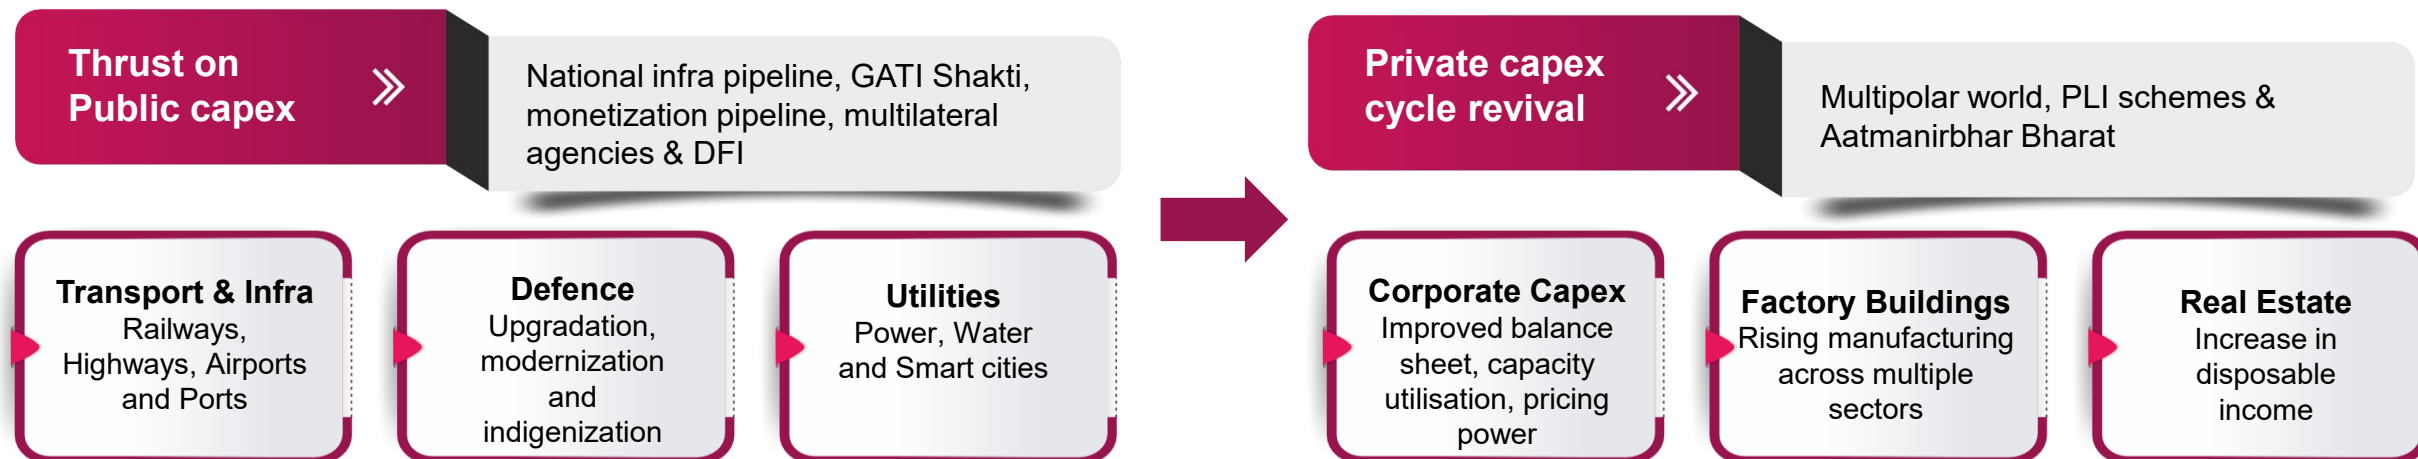 Thrust on
Public capex
National infra pipeline, GATI Shakti,
monetization pipeline, multilateral
agencies & DFI
Transport & Infra
Railways,
Highways, Airports
and Ports
Defence
Upgradation,
modernization
and
indigenization
Utilities
Power, Water
and Smart cities
Private capex
cycle revival
Multipolar world, PLI schemes &
Aatmanirbhar Bharat
Corporate Capex
Improved balance
sheet, capacity
utilisation, pricing
power
Factory Buildings
Rising manufacturing
across multiple
sectors
Real Estate
Increase in
disposable
income